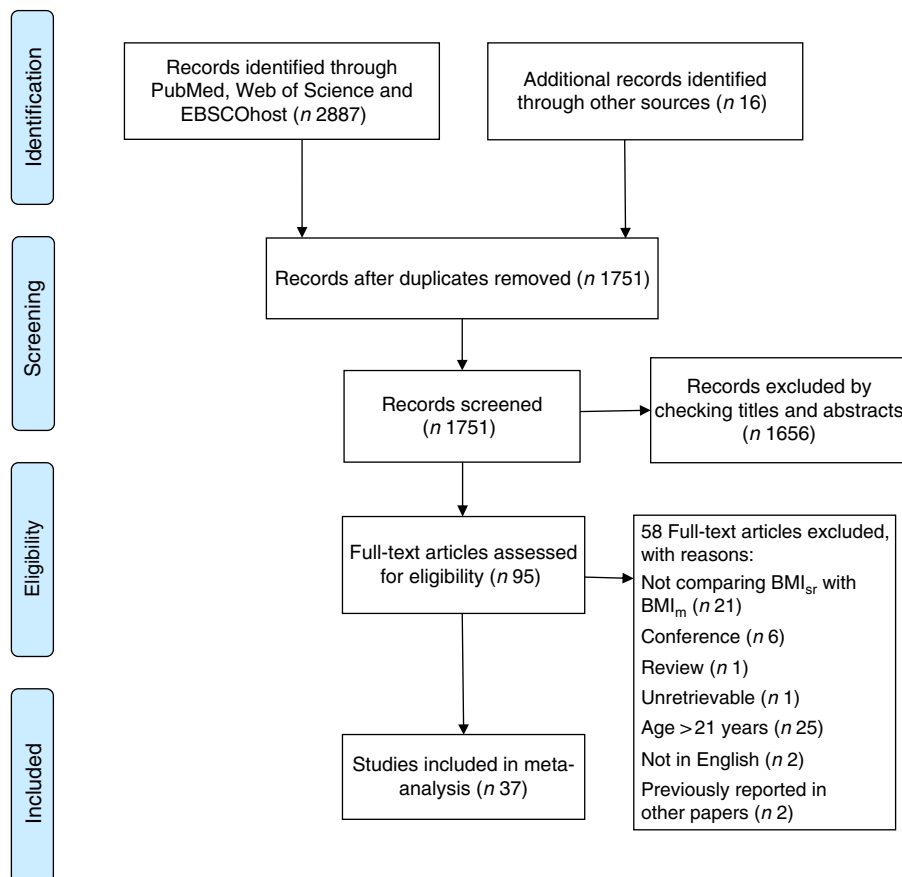 Identification
Records identified through
PubMed, Web of Science and
EBSCOhost (n 2887)
Additional records identified
through other sources (n 16)
Screening
Records after duplicates removed (n 1751)
Records screened
(n 1751)
Records excluded by
checking titles and abstracts
(n 1656)
Eligibility
Full-text articles assessed
for eligibility (n 95)
58 Full-text articles excluded,
with reasons:
Not comparing BMIsr with
BMIm (n 21)
Conference (n 6)
Review (n 1)
Unretrievable (n 1)
Age >21 years (n 25)
Not in English (n 2)
Previously reported in
other papers (n 2)
Included
Studies included in meta-
analysis (n 37)